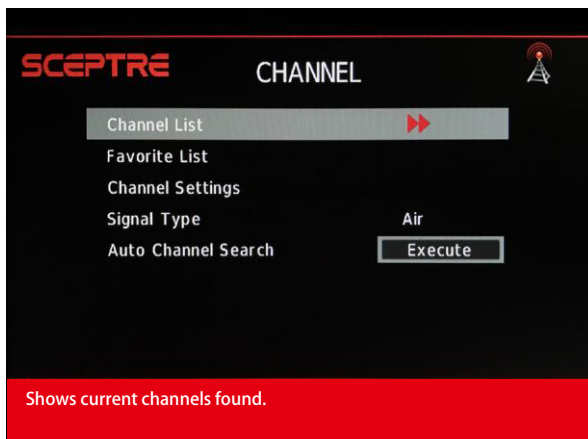 SCEPTRE
CHANNEL
Channel List
Favorite List
Channel Settings
Signal Type Air
Auto Channel Search Execute
Shows current channels found.